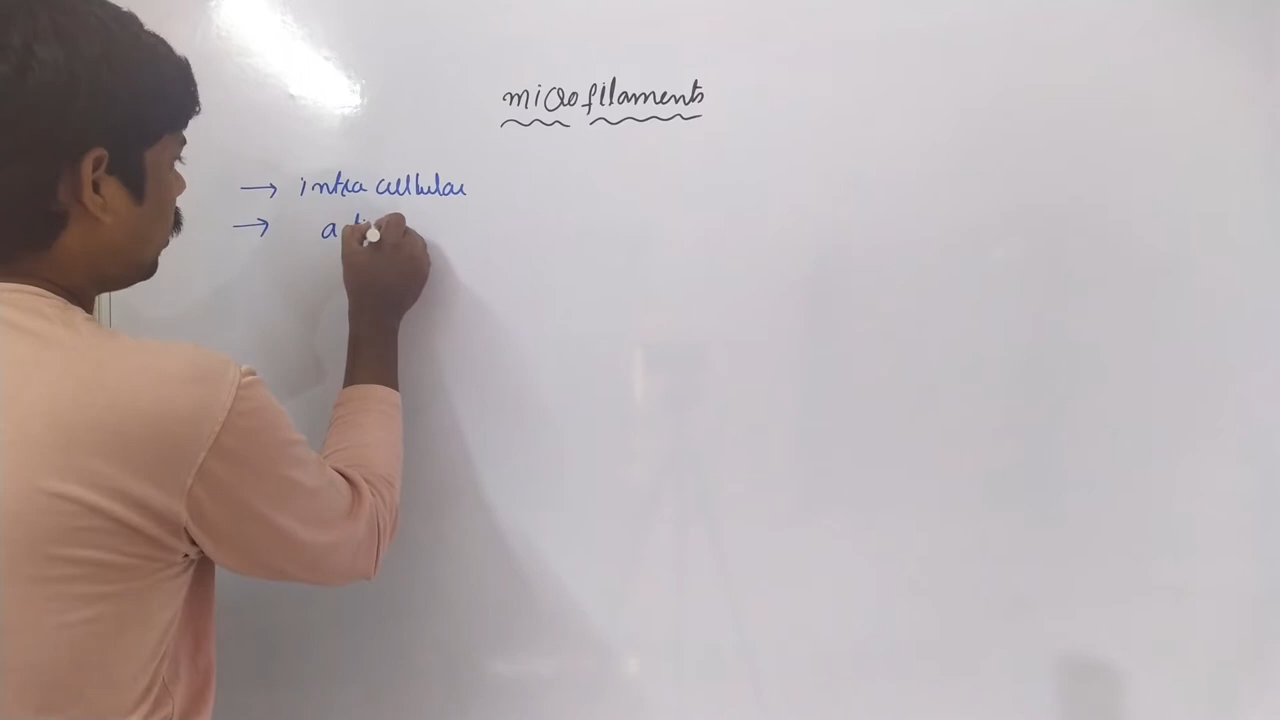 microfilaments
→ intra cellular
→